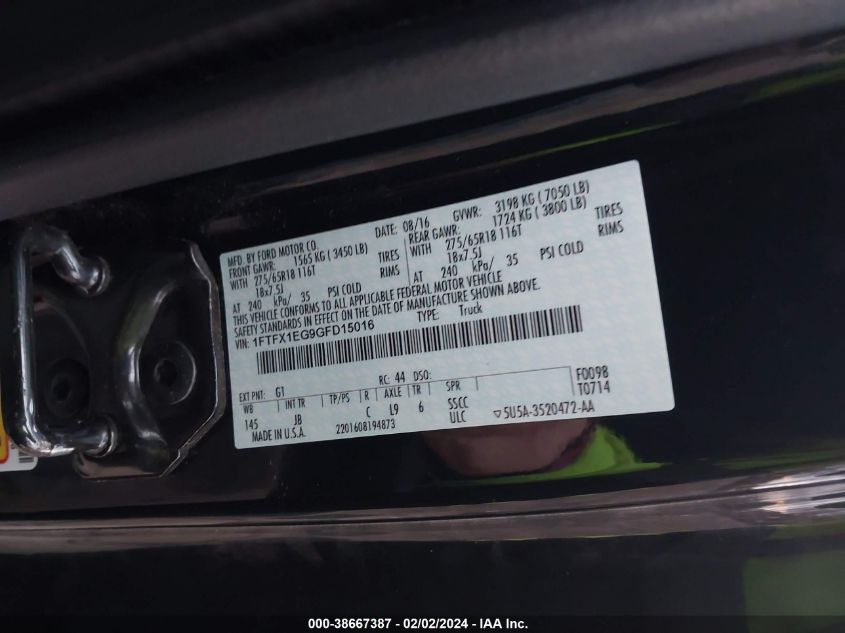 MFD. BY FORD MOTOR CO.
DATE: 08/16 GVWR: 3198 KG ( 7050 LB)
FRONT GAWR: 1565 KG ( 3450 LB) REAR GAWR: 1724 KG ( 3800 LB)
WITH 275/65R18 116T TIRES WITH 275/65R18 116T TIRES
18x7.5J RIMS 18x7.5J RIMS
AT 240 kPa/ 35 PSI COLD AT 240 kPa/ 35 PSI COLD
THIS VEHICLE CONFORMS TO ALL APPLICABLE FEDERAL MOTOR VEHICLE
SAFETY STANDARDS IN EFFECT ON THE DATE OF MANUFACTURE SHOWN ABOVE.
VIN: 1FTFX1EG9GFD15016 TYPE: Truck
EXT PNT: G1 RC: 44 DSO: F0098
WB INT TR TP/PS R AXLE TR SPR T0714
145 JB C L9 6 SSCC
MADE IN U.S.A. 2201608194873 ULC ▽5U5A-3520472-AA
000-38667387 - 02/02/2024 - IAA Inc.